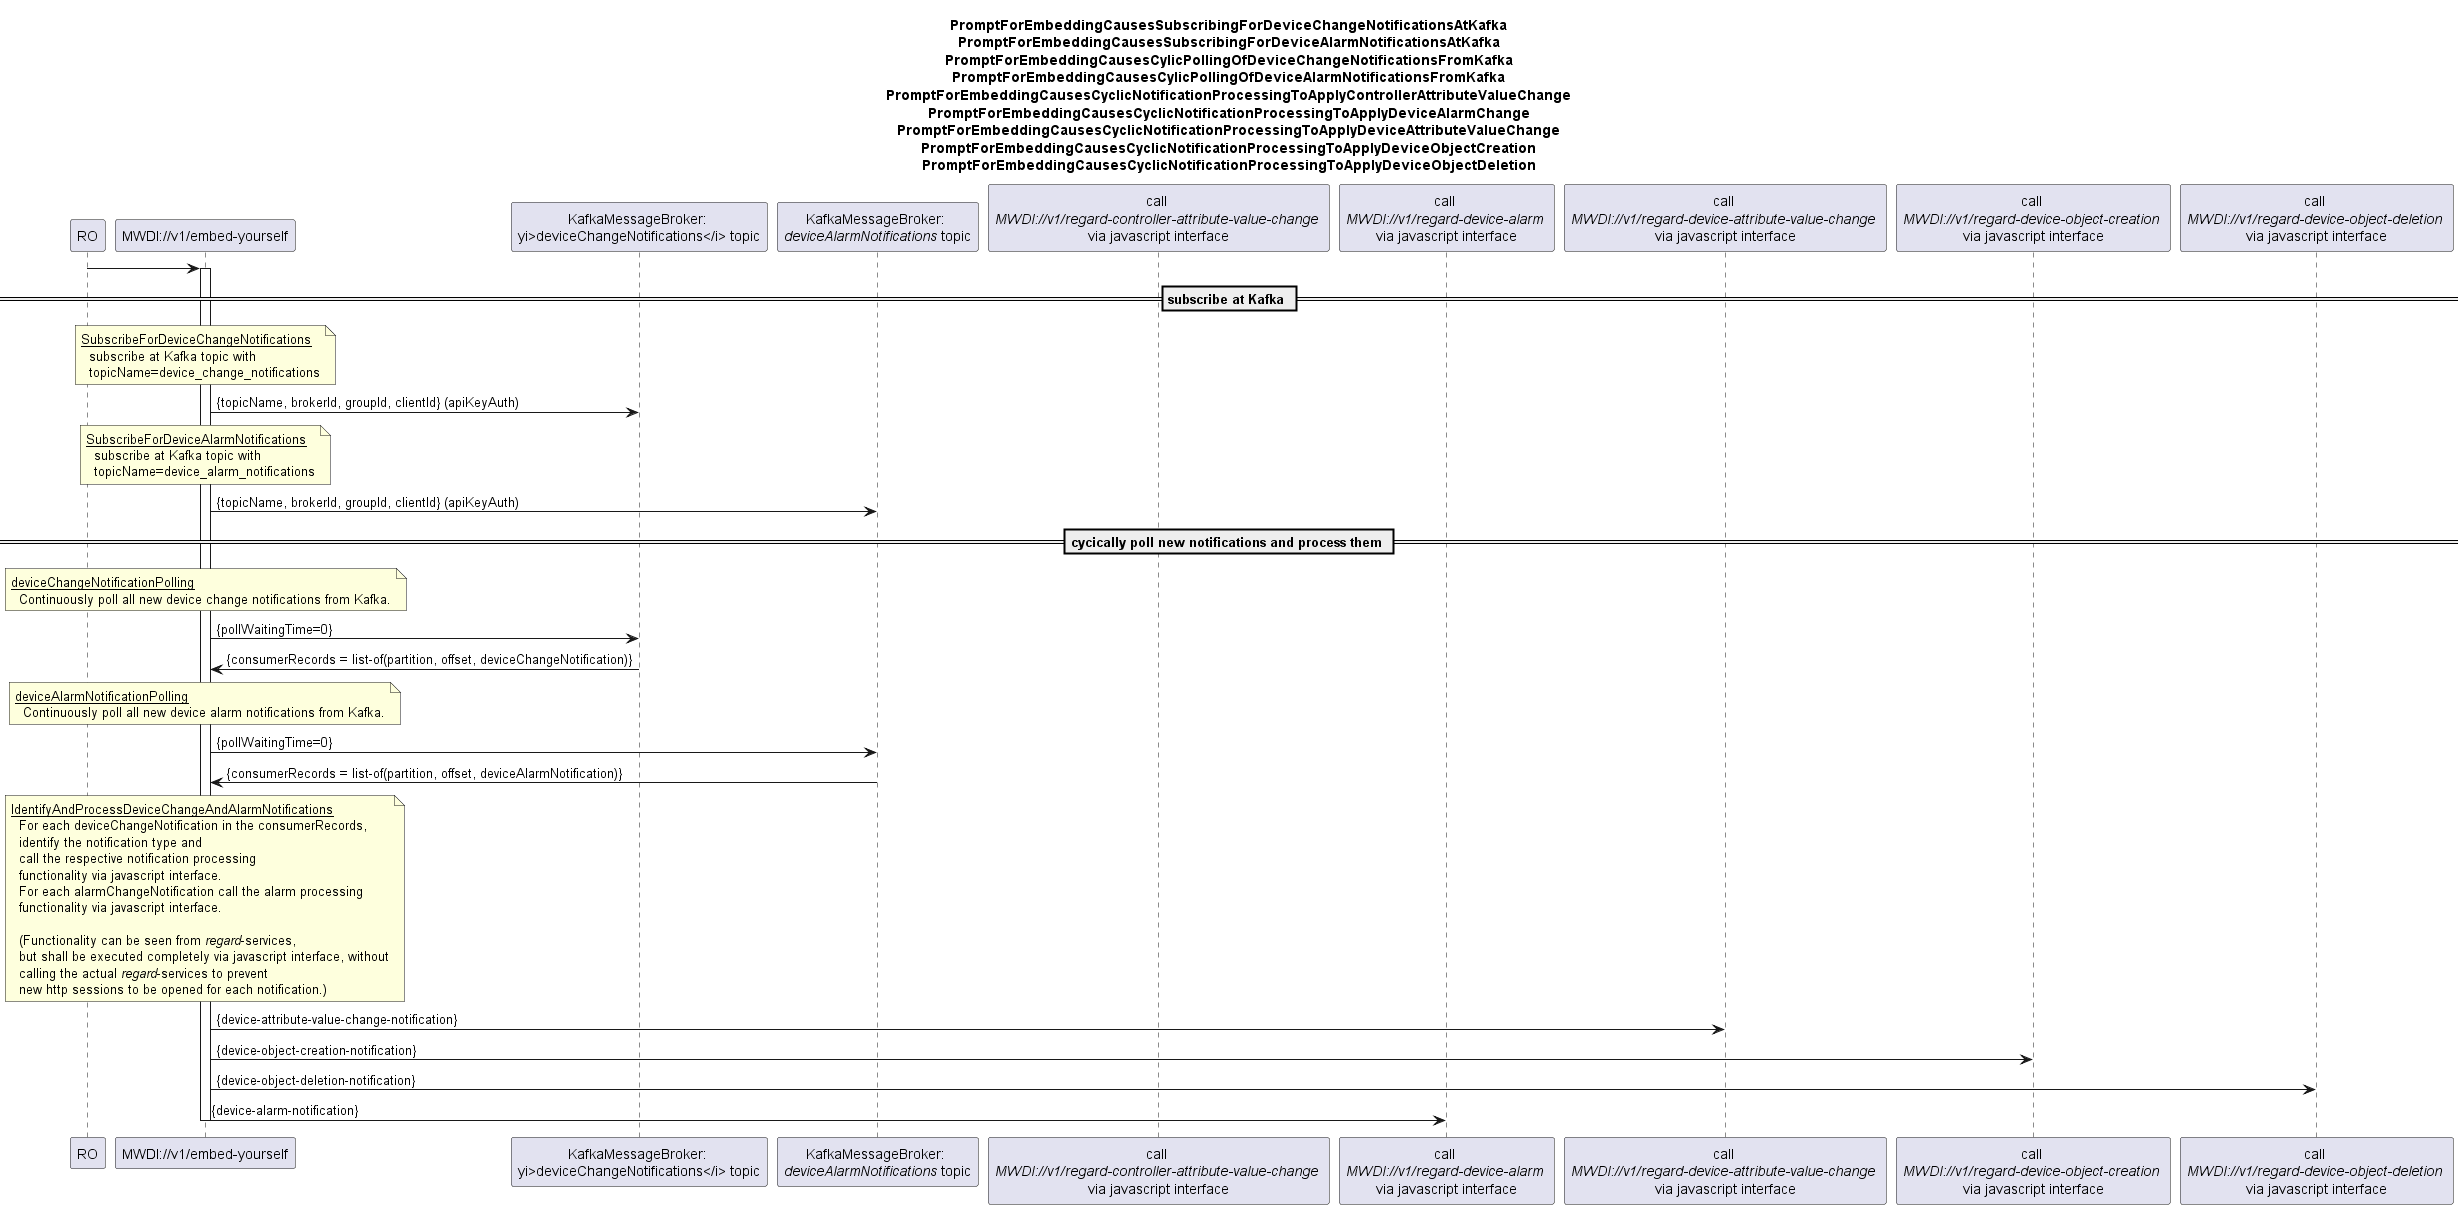 PromptForEmbeddingCausesSubscribingForDeviceChangeNotificationsAtKafka
PromptForEmbeddingCausesSubscribingForDeviceAlarmNotificationsAtKafka
PromptForEmbeddingCausesCylicPollingOfDeviceChangeNotificationsFromKafka
PromptForEmbeddingCausesCylicPollingOfDeviceAlarmNotificationsFromKafka
PromptForEmbeddingCausesCyclicNotificationProcessingToApplyControllerAttributeValueChange
PromptForEmbeddingCausesCyclicNotificationProcessingToApplyDeviceAlarmChange
PromptForEmbeddingCausesCyclicNotificationProcessingToApplyDeviceAttributeValueChange
PromptForEmbeddingCausesCyclicNotificationProcessingToApplyDeviceObjectCreation
PromptForEmbeddingCausesCyclicNotificationProcessingToApplyDeviceObjectDeletion
RO
MWDI://v1/embed-yourself
KafkaMessageBroker:
yi>deviceChangeNotifications</i> topic
KafkaMessageBroker:
deviceAlarmNotifications topic
call
MWDI://v1/regard-controller-attribute-value-change
via javascript interface
call
MWDI://v1/regard-device-alarm
via javascript interface
call
MWDI://v1/regard-device-attribute-value-change
via javascript interface
call
MWDI://v1/regard-device-object-creation
via javascript interface
call
MWDI://v1/regard-device-object-deletion
via javascript interface
subscribe at Kafka
SubscribeForDeviceChangeNotifications
subscribe at Kafka topic with
topicName=device_change_notifications
{topicName, brokerId, groupId, clientId} (apiKeyAuth)
SubscribeForDeviceAlarmNotifications
subscribe at Kafka topic with
topicName=device_alarm_notifications
{topicName, brokerId, groupId, clientId} (apiKeyAuth)
cycically poll new notifications and process them
deviceChangeNotificationPolling
Continuously poll all new device change notifications from Kafka.
{pollWaitingTime=0}
{consumerRecords = list-of(partition, offset, deviceChangeNotification)}
deviceAlarmNotificationPolling
Continuously poll all new device alarm notifications from Kafka.
{pollWaitingTime=0}
{consumerRecords = list-of(partition, offset, deviceAlarmNotification)}
IdentifyAndProcessDeviceChangeAndAlarmNotifications
For each deviceChangeNotification in the consumerRecords,
identify the notification type and
call the respective notification processing
functionality via javascript interface.
For each alarmChangeNotification call the alarm processing
functionality via javascript interface.
(Functionality can be seen from regard-services,
but shall be executed completely via javascript interface, without
calling the actual regard-services to prevent
new http sessions to be opened for each notification.)
{device-attribute-value-change-notification}
{device-object-creation-notification}
{device-object-deletion-notification}
{device-alarm-notification}
RO
MWDI://v1/embed-yourself
KafkaMessageBroker:
yi>deviceChangeNotifications</i> topic
KafkaMessageBroker:
deviceAlarmNotifications topic
call
MWDI://v1/regard-controller-attribute-value-change
via javascript interface
call
MWDI://v1/regard-device-alarm
via javascript interface
call
MWDI://v1/regard-device-attribute-value-change
via javascript interface
call
MWDI://v1/regard-device-object-creation
via javascript interface
call
MWDI://v1/regard-device-object-deletion
via javascript interface